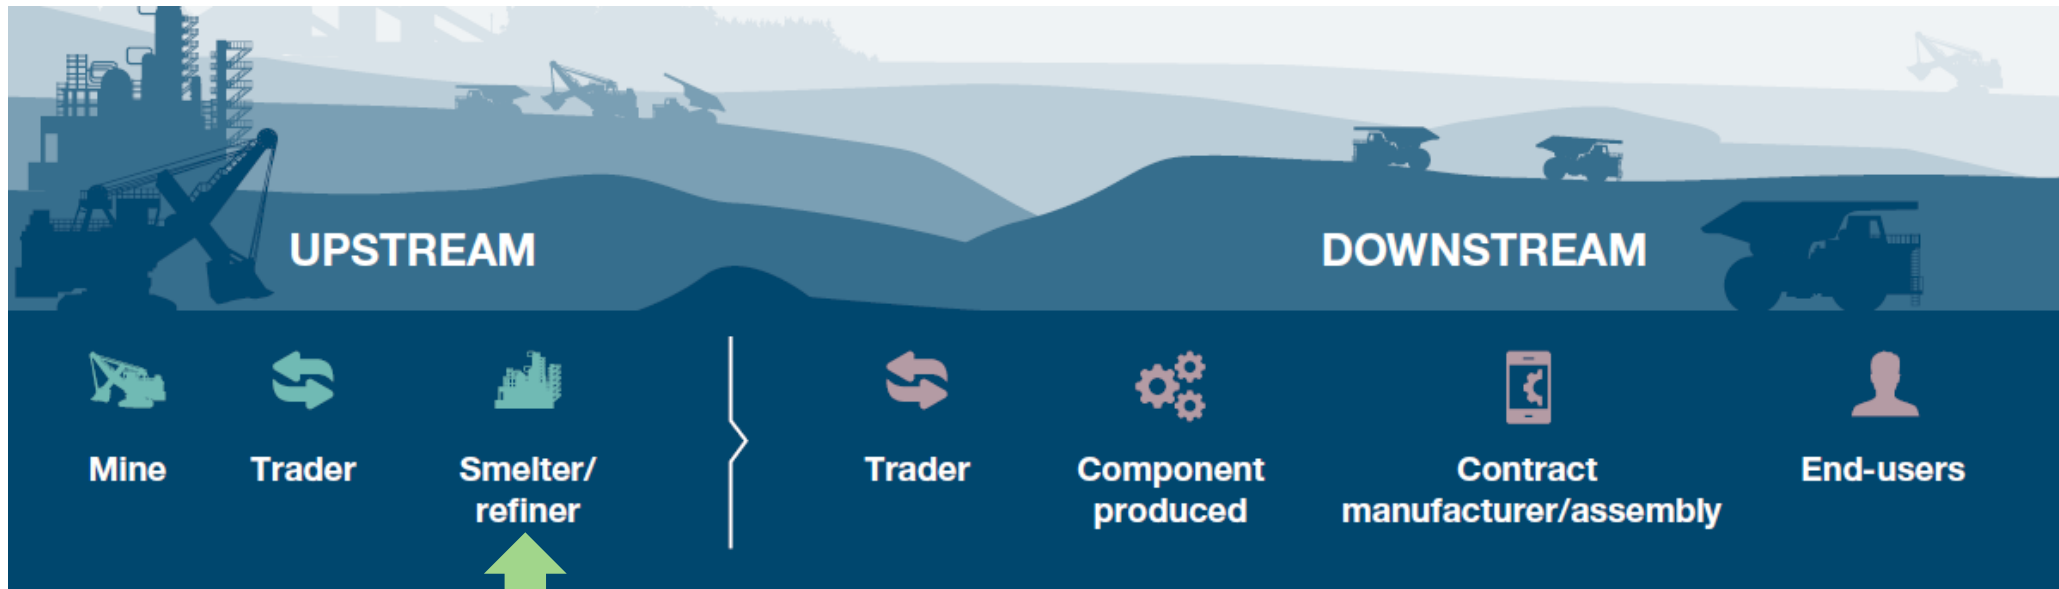 UPSTREAM
DOWNSTREAM
Mine
Trader
Smelter/
refiner
Trader
Component
produced
Contract
manufacturer/assembly
End-users